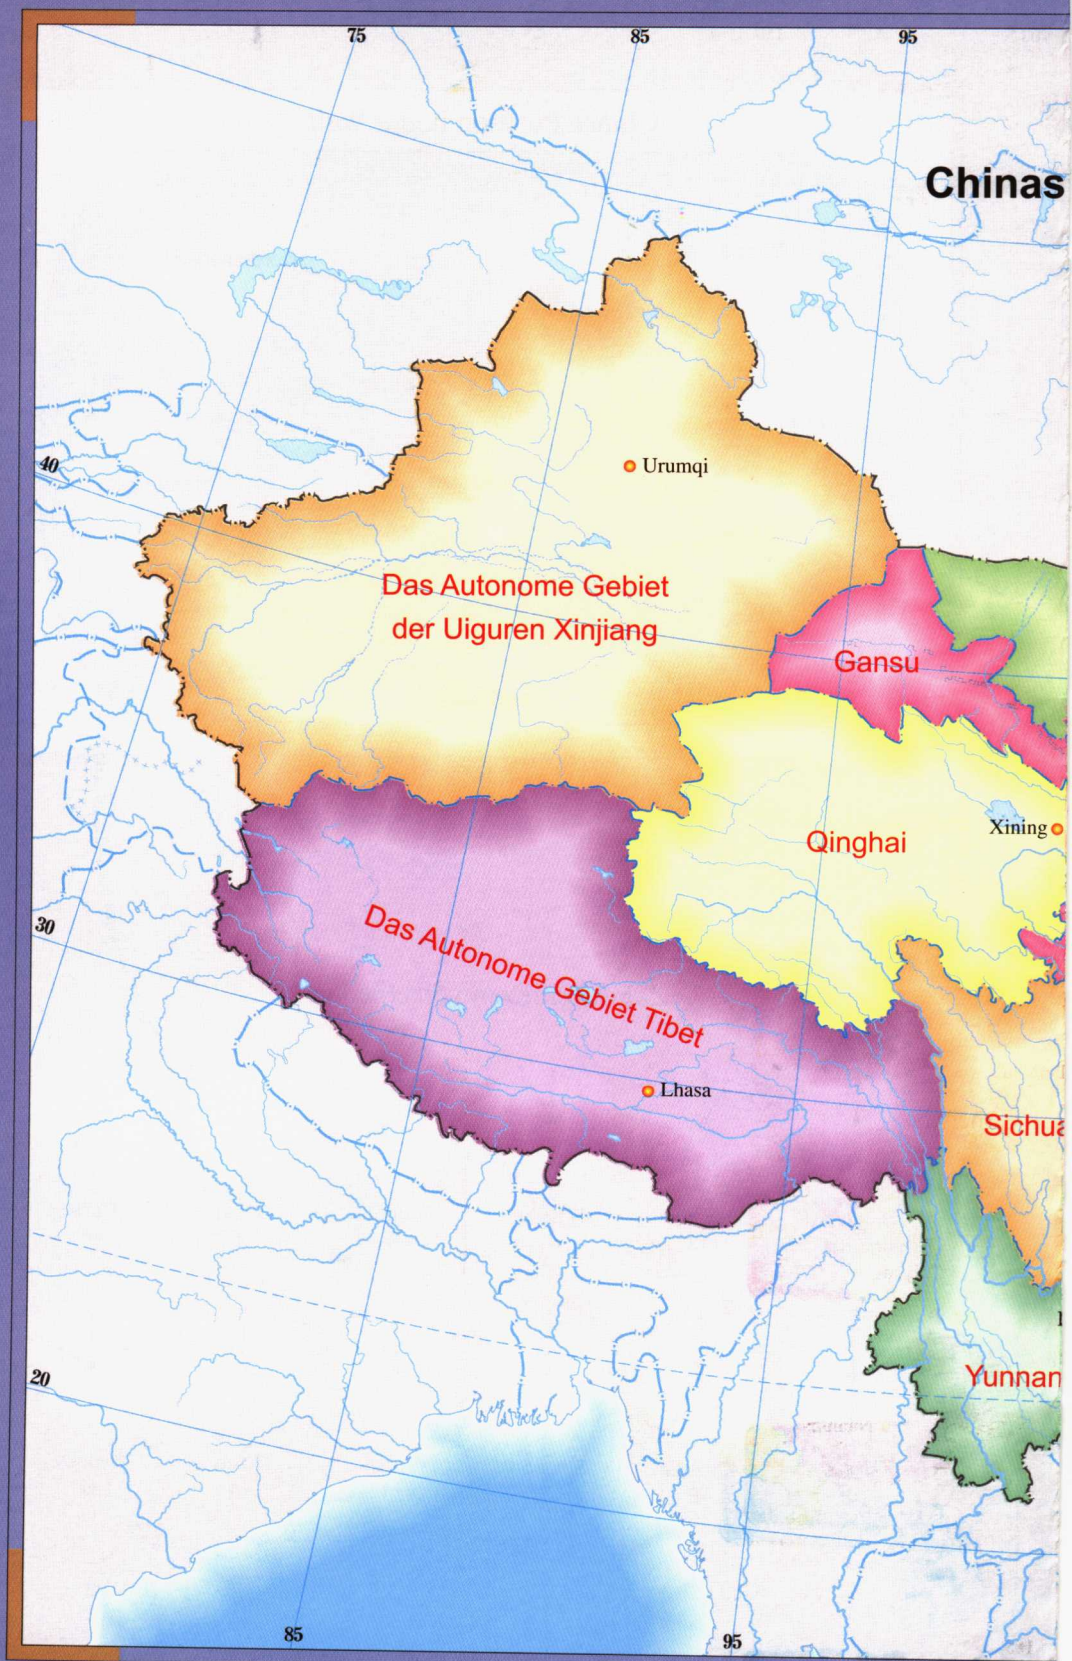 75
85
95
Chinas
Urumqi
40
Das Autonome Gebiet
der Uiguren Xinjiang
Gansu
Qinghai
Xining
30
Das Autonome Gebiet Tibet
Lhasa
Sichua
Yunnan
20
85
95